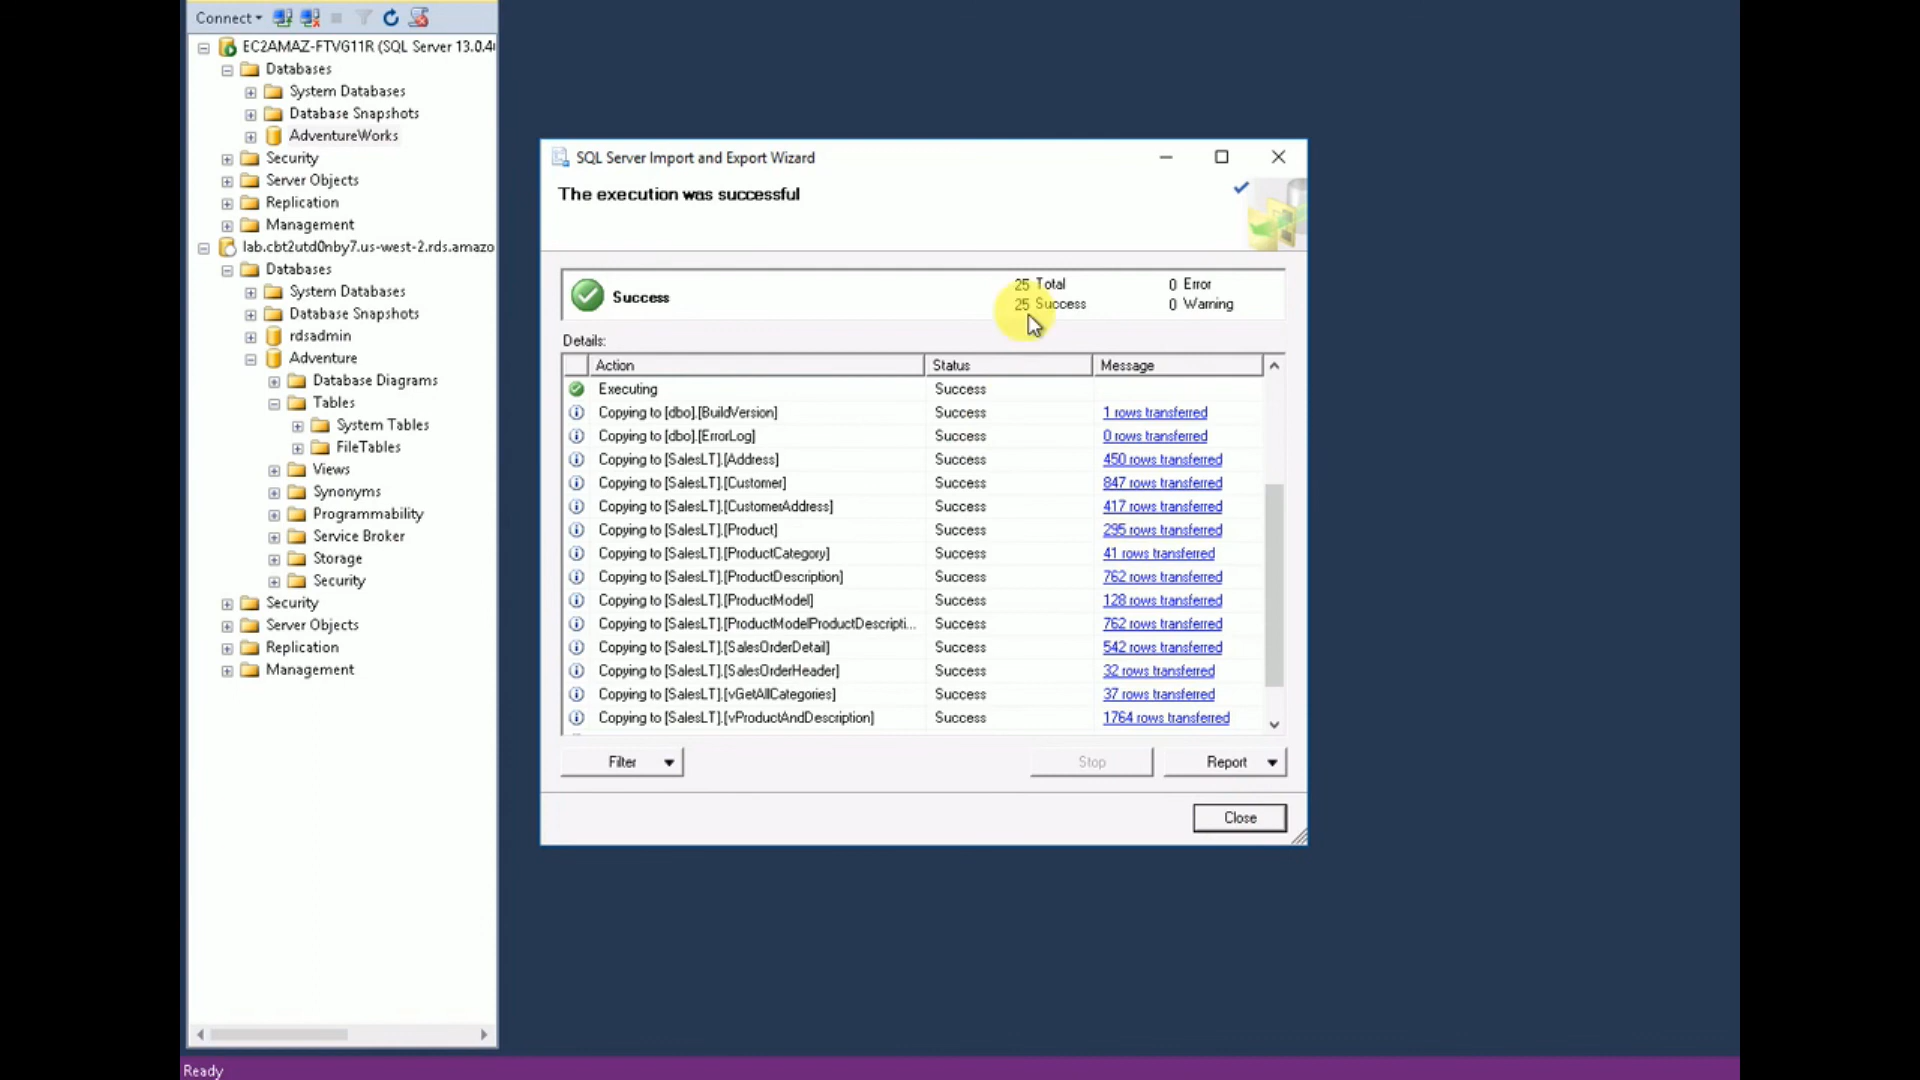 Connect
EC2AMAZ-FTVG11R (SQL Server 13.0.4
Databases
System Databases
Database Snapshots
AdventureWorks
Security
Server Objects
Replication
Management
lab.cbt2utd0nby7.us-west-2.rds.amazo
Databases
System Databases
Database Snapshots
rdsadmin
Adventure
Database Diagrams
Tables
System Tables
FileTables
Views
Synonyms
Programmability
Service Broker
Storage
Security
Security
Server Objects
Replication
Management
Ready
SQL Server Import and Export Wizard
The execution was successful
Success
25 Total 0 Error
25 Success 0 Warning
Details:
Action Status Message
Executing Success
Copying to [dbo].[BuildVersion] Success 1 rows transferred
Copying to [dbo].[ErrorLog] Success 0 rows transferred
Copying to [SalesLT].[Address] Success 450 rows transferred
Copying to [SalesLT].[Customer] Success 847 rows transferred
Copying to [SalesLT].[CustomerAddress] Success 417 rows transferred
Copying to [SalesLT].[Product] Success 295 rows transferred
Copying to [SalesLT].[ProductCategory] Success 41 rows transferred
Copying to [SalesLT].[ProductDescription] Success 762 rows transferred
Copying to [SalesLT].[ProductModel] Success 128 rows transferred
Copying to [SalesLT].[ProductModelProductDescripti... Success 762 rows transferred
Copying to [SalesLT].[SalesOrderDetail] Success 542 rows transferred
Copying to [SalesLT].[SalesOrderHeader] Success 32 rows transferred
Copying to [SalesLT].[vGetAllCategories] Success 37 rows transferred
Copying to [SalesLT].[vProductAndDescription] Success 1764 rows transferred
Filter Stop Report
Close